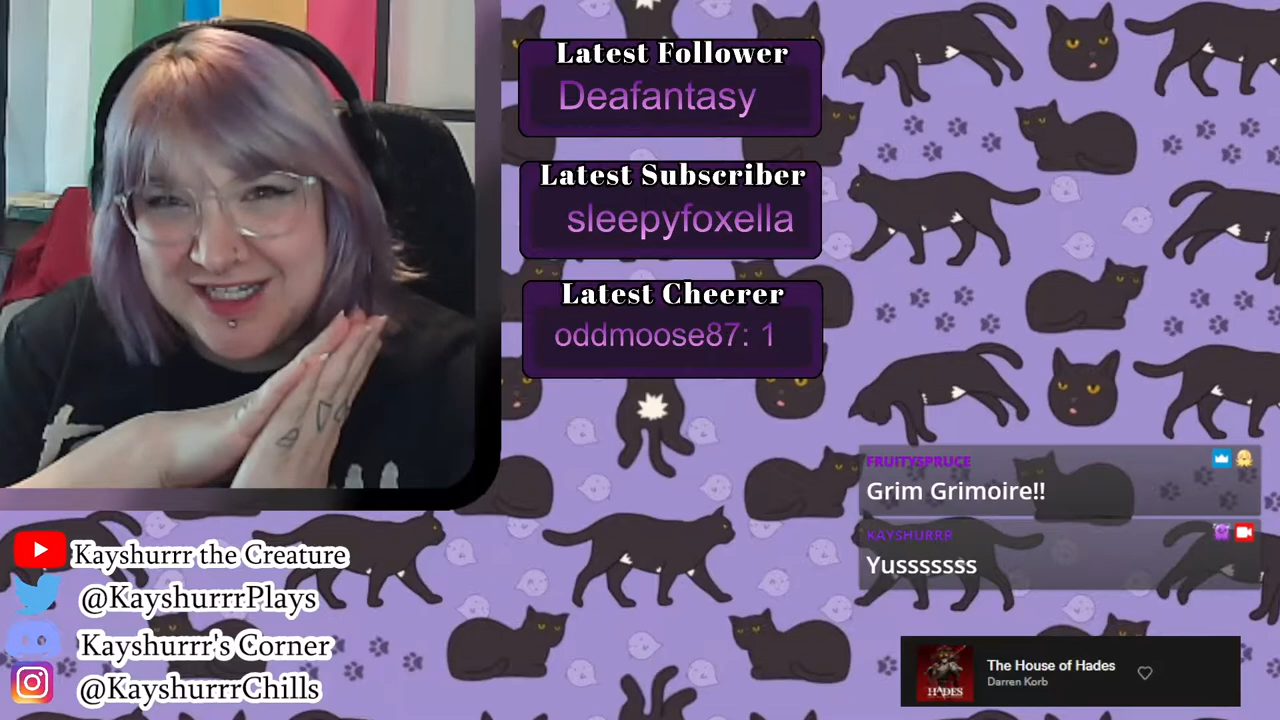 Latest Follower
Deafantasy
Latest Subscriber
sleepyfoxella
Latest Cheerer
oddmoose87: 1
FRUITYSPRUCE
Grim Grimoire!!
KAYSHURRR
Yusssssss
Kayshurrr the Creature
@KayshurrrPlays
Kayshurrr's Corner
@KayshurrrChills
HADES
The House of Hades
Darren Korb